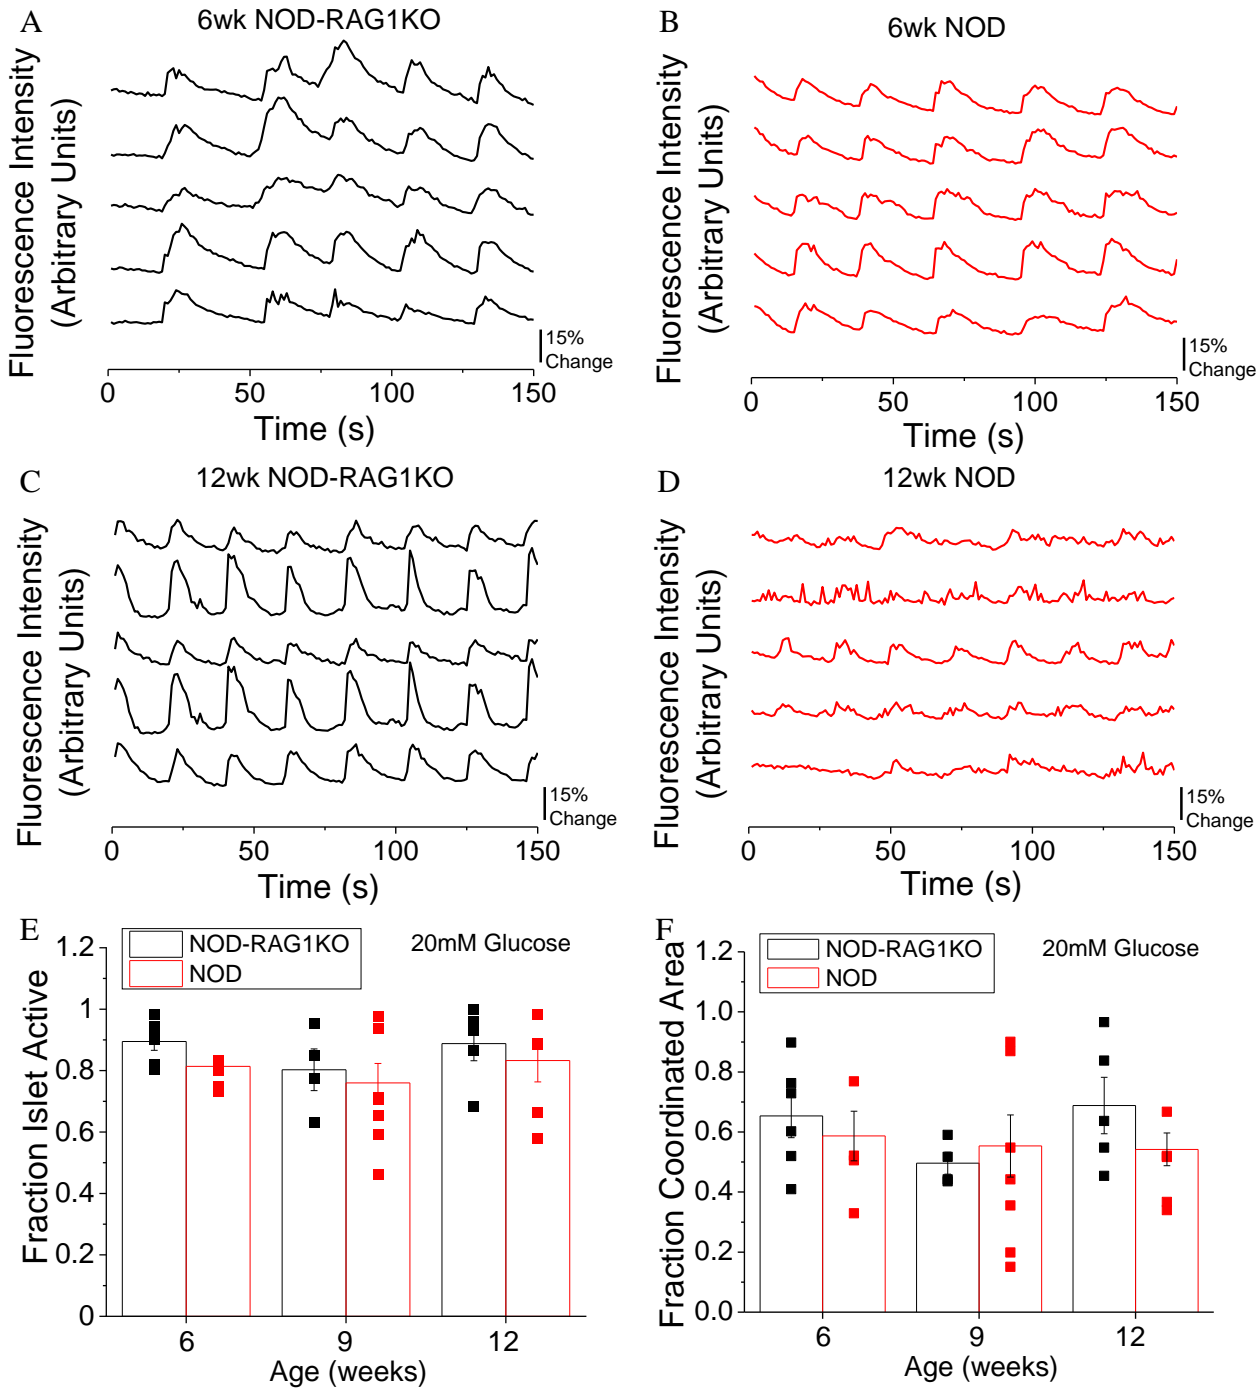 A
6wk NOD-RAG1KO
Fluorescence Intensity
(Arbitrary Units)
15%
Change
0 50 100 150
Time (s)
B
6wk NOD
Fluorescence Intensity
(Arbitrary Units)
15%
Change
0 50 100 150
Time (s)
C
12wk NOD-RAG1KO
Fluorescence Intensity
(Arbitrary Units)
15%
Change
0 50 100 150
Time (s)
D
12wk NOD
Fluorescence Intensity
(Arbitrary Units)
15%
Change
0 50 100 150
Time (s)
E
NOD-RAG1KO
NOD
20mM Glucose
Fraction Islet Active
1.2
1
0.8
0.6
0.4
0.2
0
6 9 12
Age (weeks)
F
NOD-RAG1KO
NOD
20mM Glucose
Fraction Coordinated Area
1.2
1.0
0.8
0.6
0.4
0.2
0.0
6 9 12
Age (weeks)